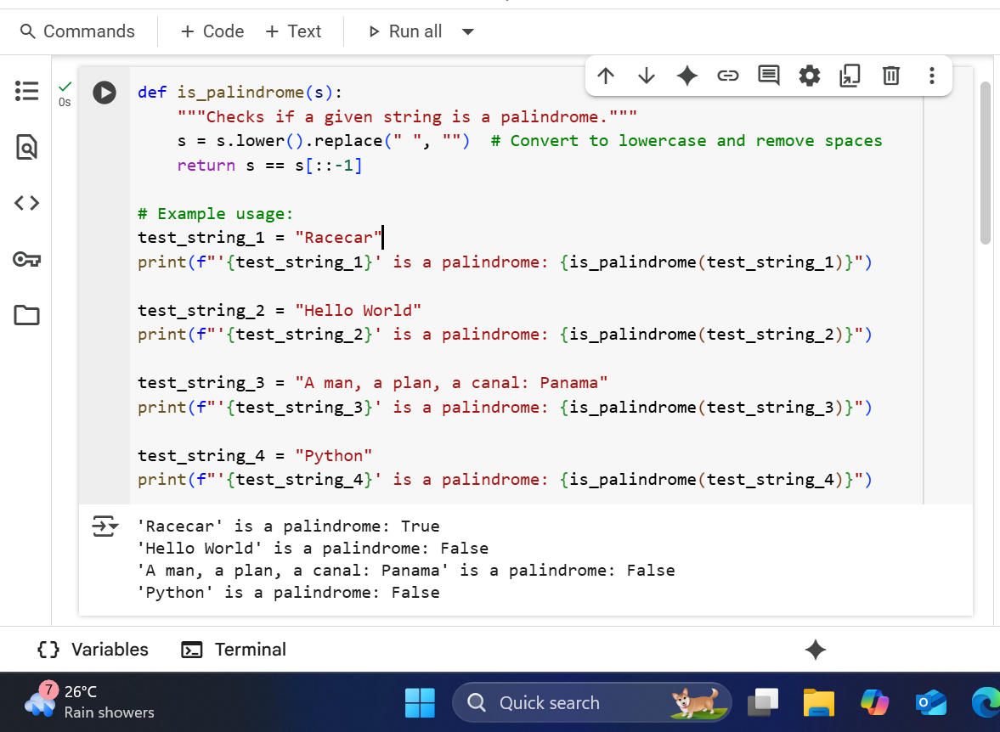 Commands + Code + Text Run all
0s
def is_palindrome(s):
    """Checks if a given string is a palindrome."""
    s = s.lower().replace(" ", "")  # Convert to lowercase and remove spaces
    return s == s[::-1]

# Example usage:
test_string_1 = "Racecar"
print(f"'{test_string_1}' is a palindrome: {is_palindrome(test_string_1)}")

test_string_2 = "Hello World"
print(f"'{test_string_2}' is a palindrome: {is_palindrome(test_string_2)}")

test_string_3 = "A man, a plan, a canal: Panama"
print(f"'{test_string_3}' is a palindrome: {is_palindrome(test_string_3)}")

test_string_4 = "Python"
print(f"'{test_string_4}' is a palindrome: {is_palindrome(test_string_4)}")
'Racecar' is a palindrome: True
'Hello World' is a palindrome: False
'A man, a plan, a canal: Panama' is a palindrome: False
'Python' is a palindrome: False
{} Variables Terminal
7 26°C
Rain showers
Quick search